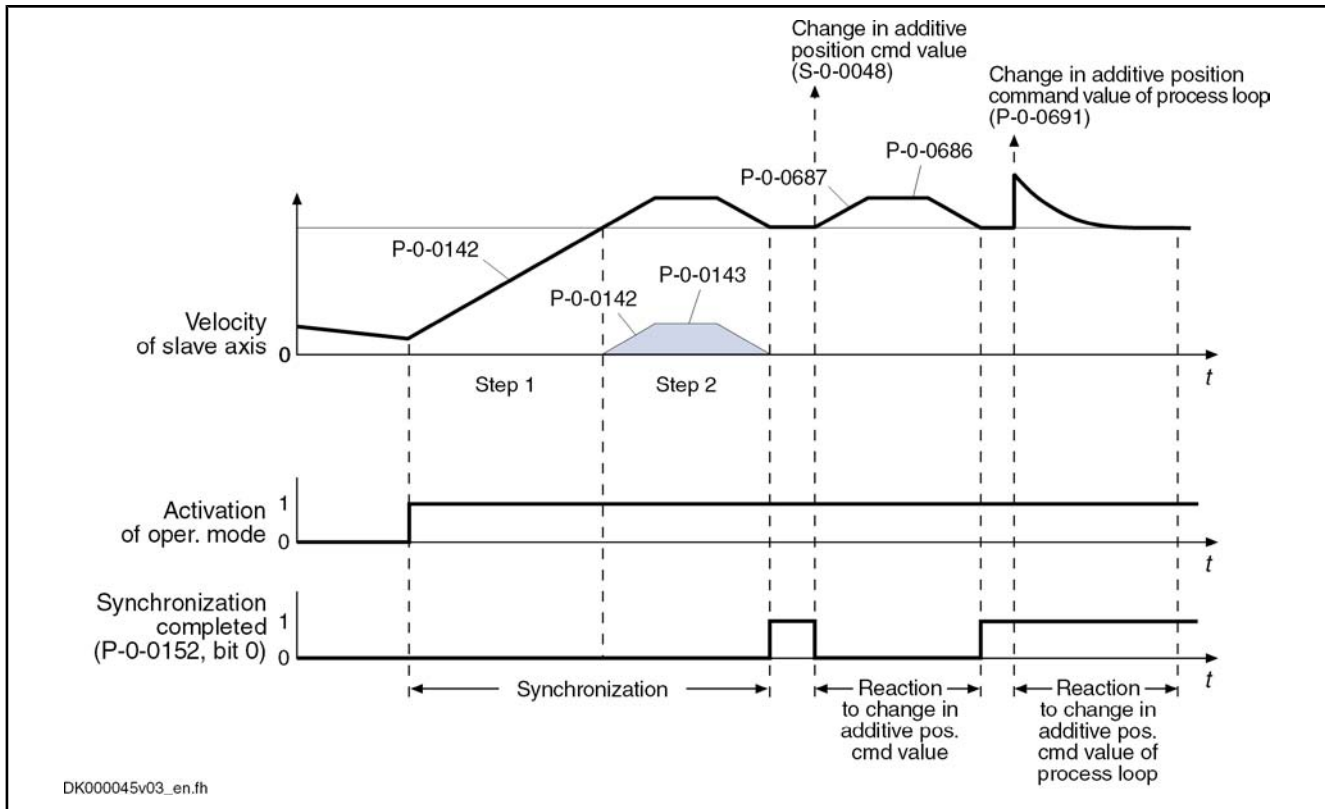 Change in additive
position cmd value
(S-0-0048)
Change in additive position
command value of process loop
(P-0-0691)
P-0-0687
P-0-0686
P-0-0142
P-0-0142
P-0-0143
Velocity
of slave axis
0
Step 1
Step 2
t
Activation
of oper. mode
1
0
t
Synchronization
completed
(P-0-0152, bit 0)
1
0
t
Synchronization
Reaction
to change in
additive pos.
cmd value
Reaction
to change in
additive pos.
cmd value of
process loop
DK000045v03_en.fh